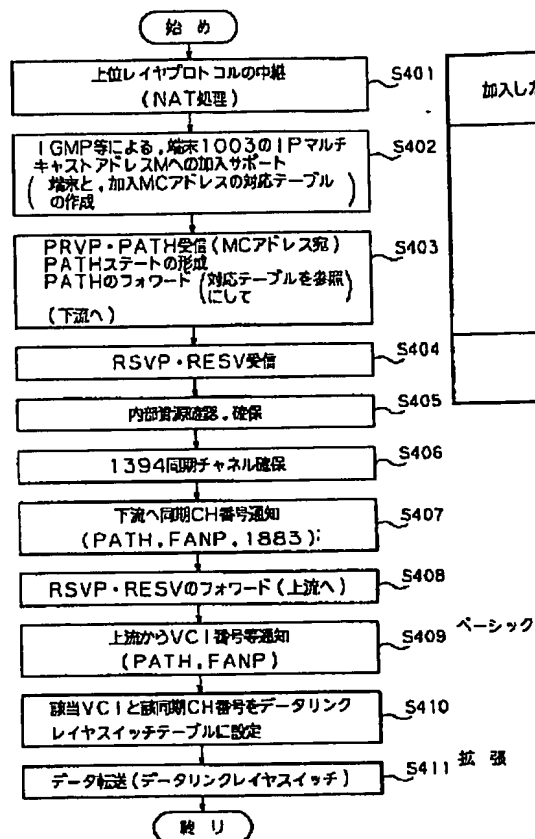 始め
上位レイヤプロトコルの中継
(NAT処理)
S401
IGMP等による,端末1003のIPマルチ
キャストアドレスMへの加入サポート
(端末と,加入MCアドレスの対応テーブル
の作成)
S402
PRVP・PATH受信(MCアドレス宛)
PATHステートの形成
PATHのフォワード(対応テーブルを参照
にして)
(下流へ)
S403
RSVP・RESV受信
S404
内部資源確認.確保
S405
1394同期チャネル確保
S406
下流へ同期CH番号通知
(PATH,FANP,1883);
S407
RSVP・RESVのフォワード(上流へ)
S408
上流からVCI番号等通知
(PATH,FANP)
S409
該当VCIと該同期CH番号をデータリンク
レイヤスイッチテーブルに設定
S410
データ転送(データリンクレイヤスイッチ)
S411
終り
加入した
ベーシック
拡張